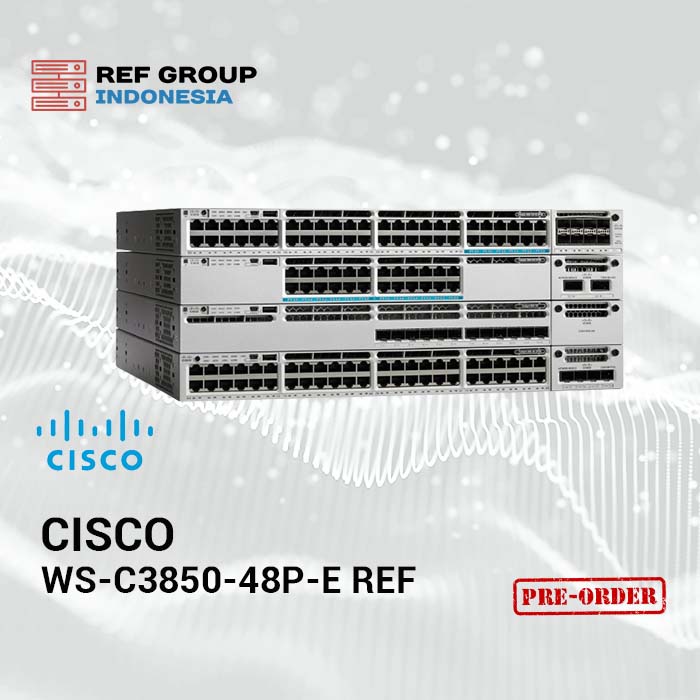 REF GROUP
INDONESIA
CISCO
CISCO
WS-C3850-48P-E REF
PRE-ORDER